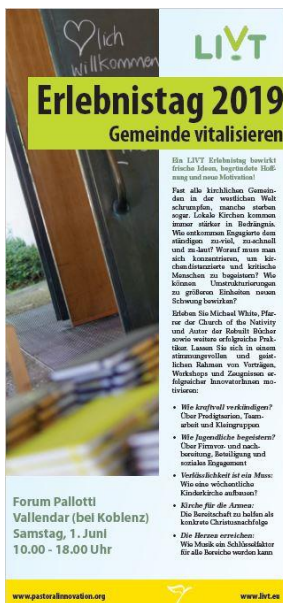 lich
willkommen
LIVT
Erlebnistag 2019
Gemeinde vitalisieren
Ein LIVT Erlebnistag bewirkt
frische Ideen, begründete Hoff-
nung und neue Motivation!
Fast alle kirchlichen Gemein-
den in der westlichen Welt
schrumpfen, manche sterben
sogar. Lokale Kirchen kommen
immer stärker in Bedrängnis.
Wie entkommen Engagierte dem
ständigen zu-viel, zu-schnell
und zu-laut? Worauf muss man
sich konzentrieren, um kir-
chendistanzierte und kritische
Menschen zu begeistern? Wie
können Umstrukturierungen
zu größeren Einheiten neuen
Schwung bewirken?
Erleben Sie Michael White, Pfar-
rer der Church of the Nativity
und Autor der Rebuilt Bücher
sowie weitere erfolgreiche Prak-
tiker. Lassen Sie sich in einem
stimmungsvollen und geist-
lichen Rahmen von Vorträgen,
Workshops und Zeugnissen er-
folgreicher InnovatorInnen mo-
tivieren:
• Wie kraftvoll verkündigen?
Über Predigtserien, Team-
arbeit und Kleingruppen
• Wie Jugendliche begeistern?
Über Firmvor- und nach-
bereitung, Beteiligung und
soziales Engagement
• Verlässlichkeit ist ein Muss:
Wie eine wöchentliche
Kinderkirche aufbauen?
• Kirche für die Armen:
Die Bereitschaft zu helfen als
konkrete Christusnachfolge
• Die Herzen erreichen:
Wie Musik ein Schlüsselfaktor
für alle Bereiche werden kann
Forum Pallotti
Vallendar (bei Koblenz)
Samstag, 1. Juni
10.00 - 18.00 Uhr
www.pastoralinnovation.org
www.livt.eu